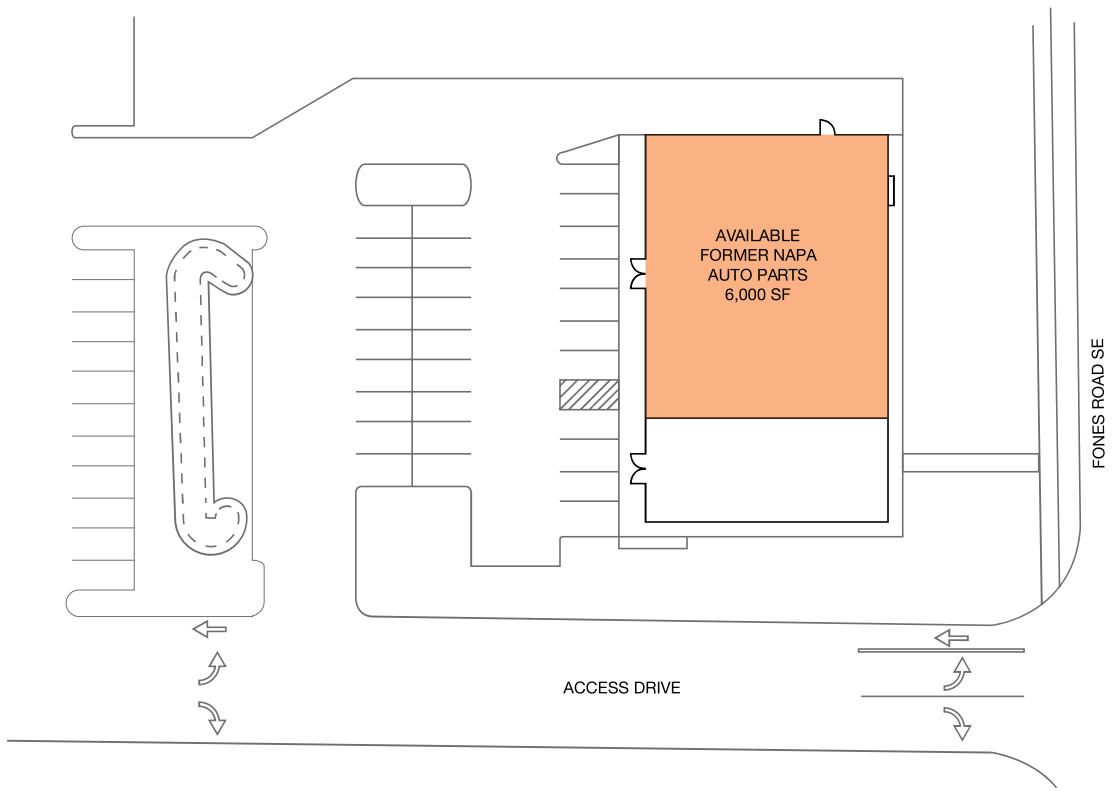 AVAILABLE
FORMER NAPA
AUTO PARTS
6,000 SF
FONES ROAD SE
ACCESS DRIVE